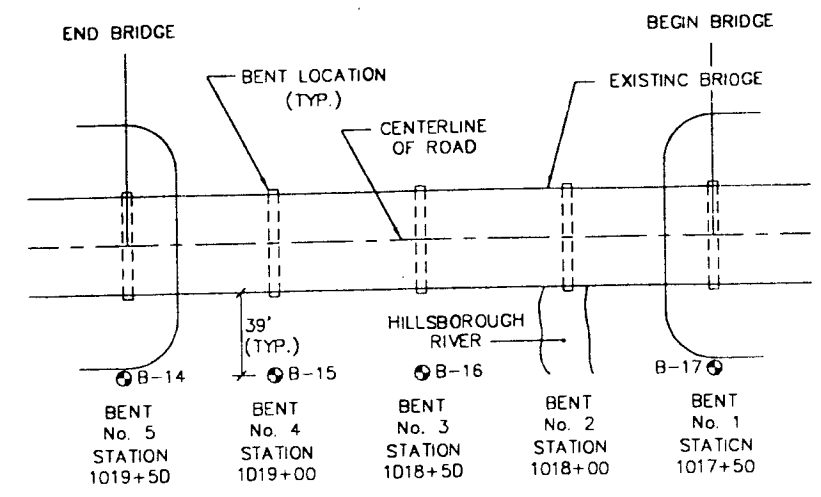 END BRIDGE
BEGIN BRIDGE
BENT LOCATION
(TYP.)
EXISTINC BRIDGE
CENTERLINE
OF ROAD
39'
(TYP.)
HILLSBOROUGH
RIVER
B-14
B-15
B-16
B-17
BENT
No. 5
STATION
1019+50
BENT
No. 4
STATION
1019+00
BENT
No. 3
STATION
1018+50
BENT
No. 2
STATION
1018+00
BENT
No. 1
STATICN
1017+50